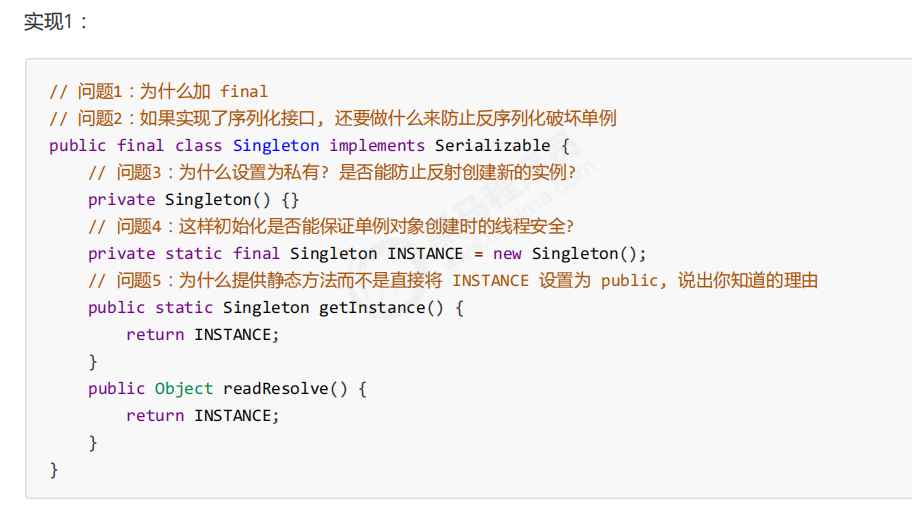 实现1：
// 问题1：为什么加 final
// 问题2：如果实现了序列化接口, 还要做什么来防止反序列化破坏单例
public final class Singleton implements Serializable {
// 问题3：为什么设置为私有? 是否能防止反射创建新的实例?
private Singleton() {}
// 问题4：这样初始化是否能保证单例对象创建时的线程安全?
private static final Singleton INSTANCE = new Singleton();
// 问题5：为什么提供静态方法而不是直接将 INSTANCE 设置为 public, 说出你知道的理由
public static Singleton getInstance() {
return INSTANCE;
}
public Object readResolve() {
return INSTANCE;
}
}